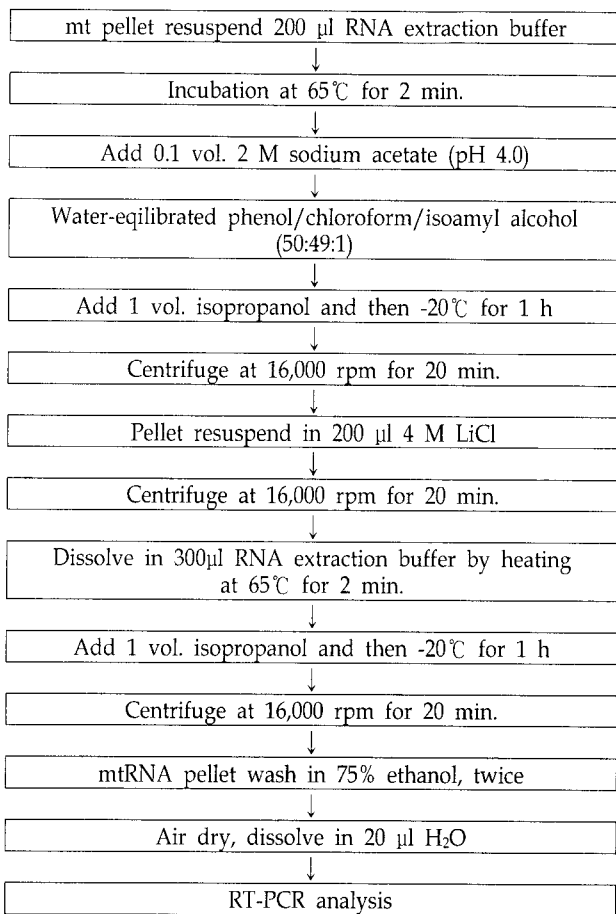 mt pellet resuspend 200 μl RNA extraction buffer
Incubation at 65℃ for 2 min.
Add 0.1 vol. 2 M sodium acetate (pH 4.0)
Water-eqilibrated phenol/chloroform/isoamyl alcohol
(50:49:1)
Add 1 vol. isopropanol and then -20℃ for 1 h
Centrifuge at 16,000 rpm for 20 min.
Pellet resuspend in 200 μl 4 M LiCl
Centrifuge at 16,000 rpm for 20 min.
Dissolve in 300μl RNA extraction buffer by heating
at 65℃ for 2 min.
Add 1 vol. isopropanol and then -20℃ for 1 h
Centrifuge at 16,000 rpm for 20 min.
mtRNA pellet wash in 75% ethanol, twice
Air dry, dissolve in 20 μl H₂O
RT-PCR analysis